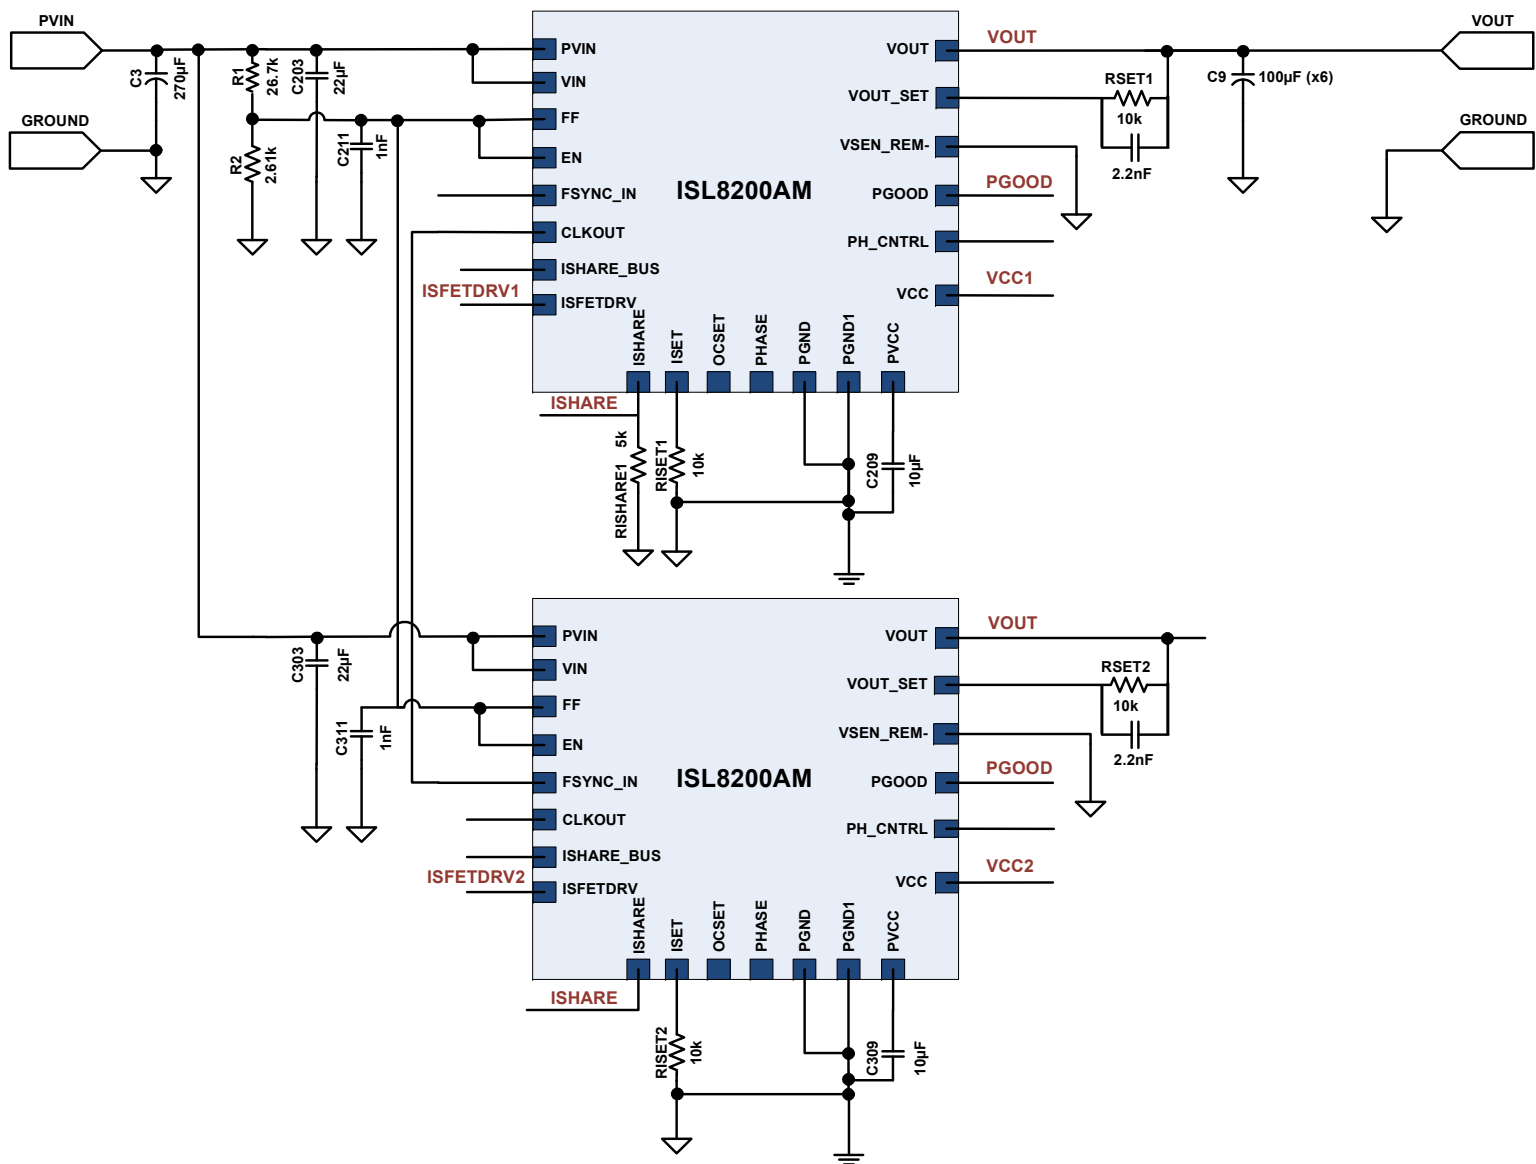 PVIN
GROUND
C3
270µF
R1
26.7k
C203
22µF
R2
2.61k
C211
1nF
PVIN
VIN
FF
EN
FSYNC_IN
CLKOUT
ISHARE_BUS
ISFETDRV1
ISFETDRV
ISL8200AM
VOUT
VOUT_SET
VSEN_REM-
PGOOD
PH_CNTRL
VCC
VOUT
PGOOD
VCC1
RSET1
10k
2.2nF
C9
100µF (x6)
VOUT
GROUND
ISHARE
ISET
OCSET
PHASE
PGND
PGND1
PVCC
ISHARE
RISHARE1
5k
RISET1
10k
C209
10µF
C303
22µF
C311
1nF
PVIN
VIN
FF
EN
FSYNC_IN
CLKOUT
ISHARE_BUS
ISFETDRV2
ISFETDRV
ISL8200AM
VOUT
VOUT_SET
VSEN_REM-
PGOOD
PH_CNTRL
VCC
VOUT
PGOOD
VCC2
RSET2
10k
2.2nF
ISHARE
ISET
OCSET
PHASE
PGND
PGND1
PVCC
ISHARE
RISET2
10k
C309
10µF